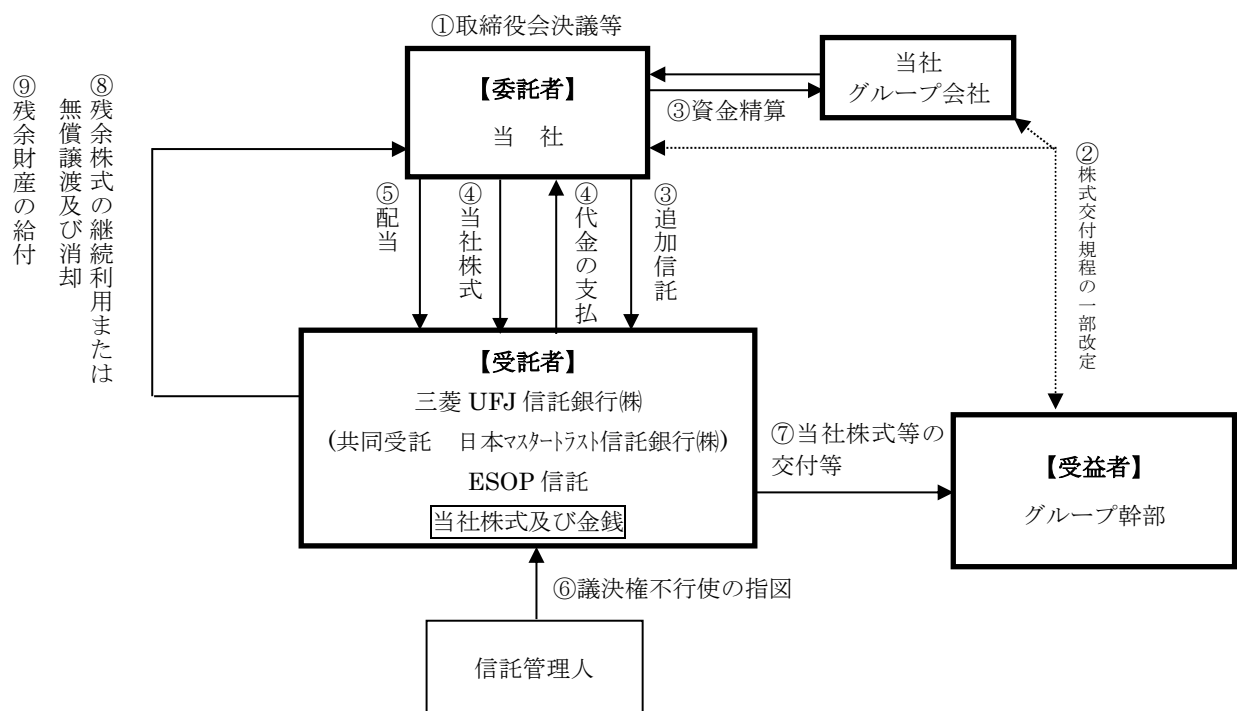 ①取締役会決議等
【委託者】
当 社
当社
グループ会社
③資金精算
②株式交付規程の一部改定
⑨残余財産の給付
⑧残余株式の継続利用または
無償譲渡及び消却
⑤配当
④当社株式
④代金の支払
③追加信託
【受託者】
三菱 UFJ 信託銀行㈱
(共同受託 日本マスタートラスト信託銀行㈱)
ESOP 信託
当社株式及び金銭
⑦当社株式等の
交付等
【受益者】
グループ幹部
⑥議決権不行使の指図
信託管理人